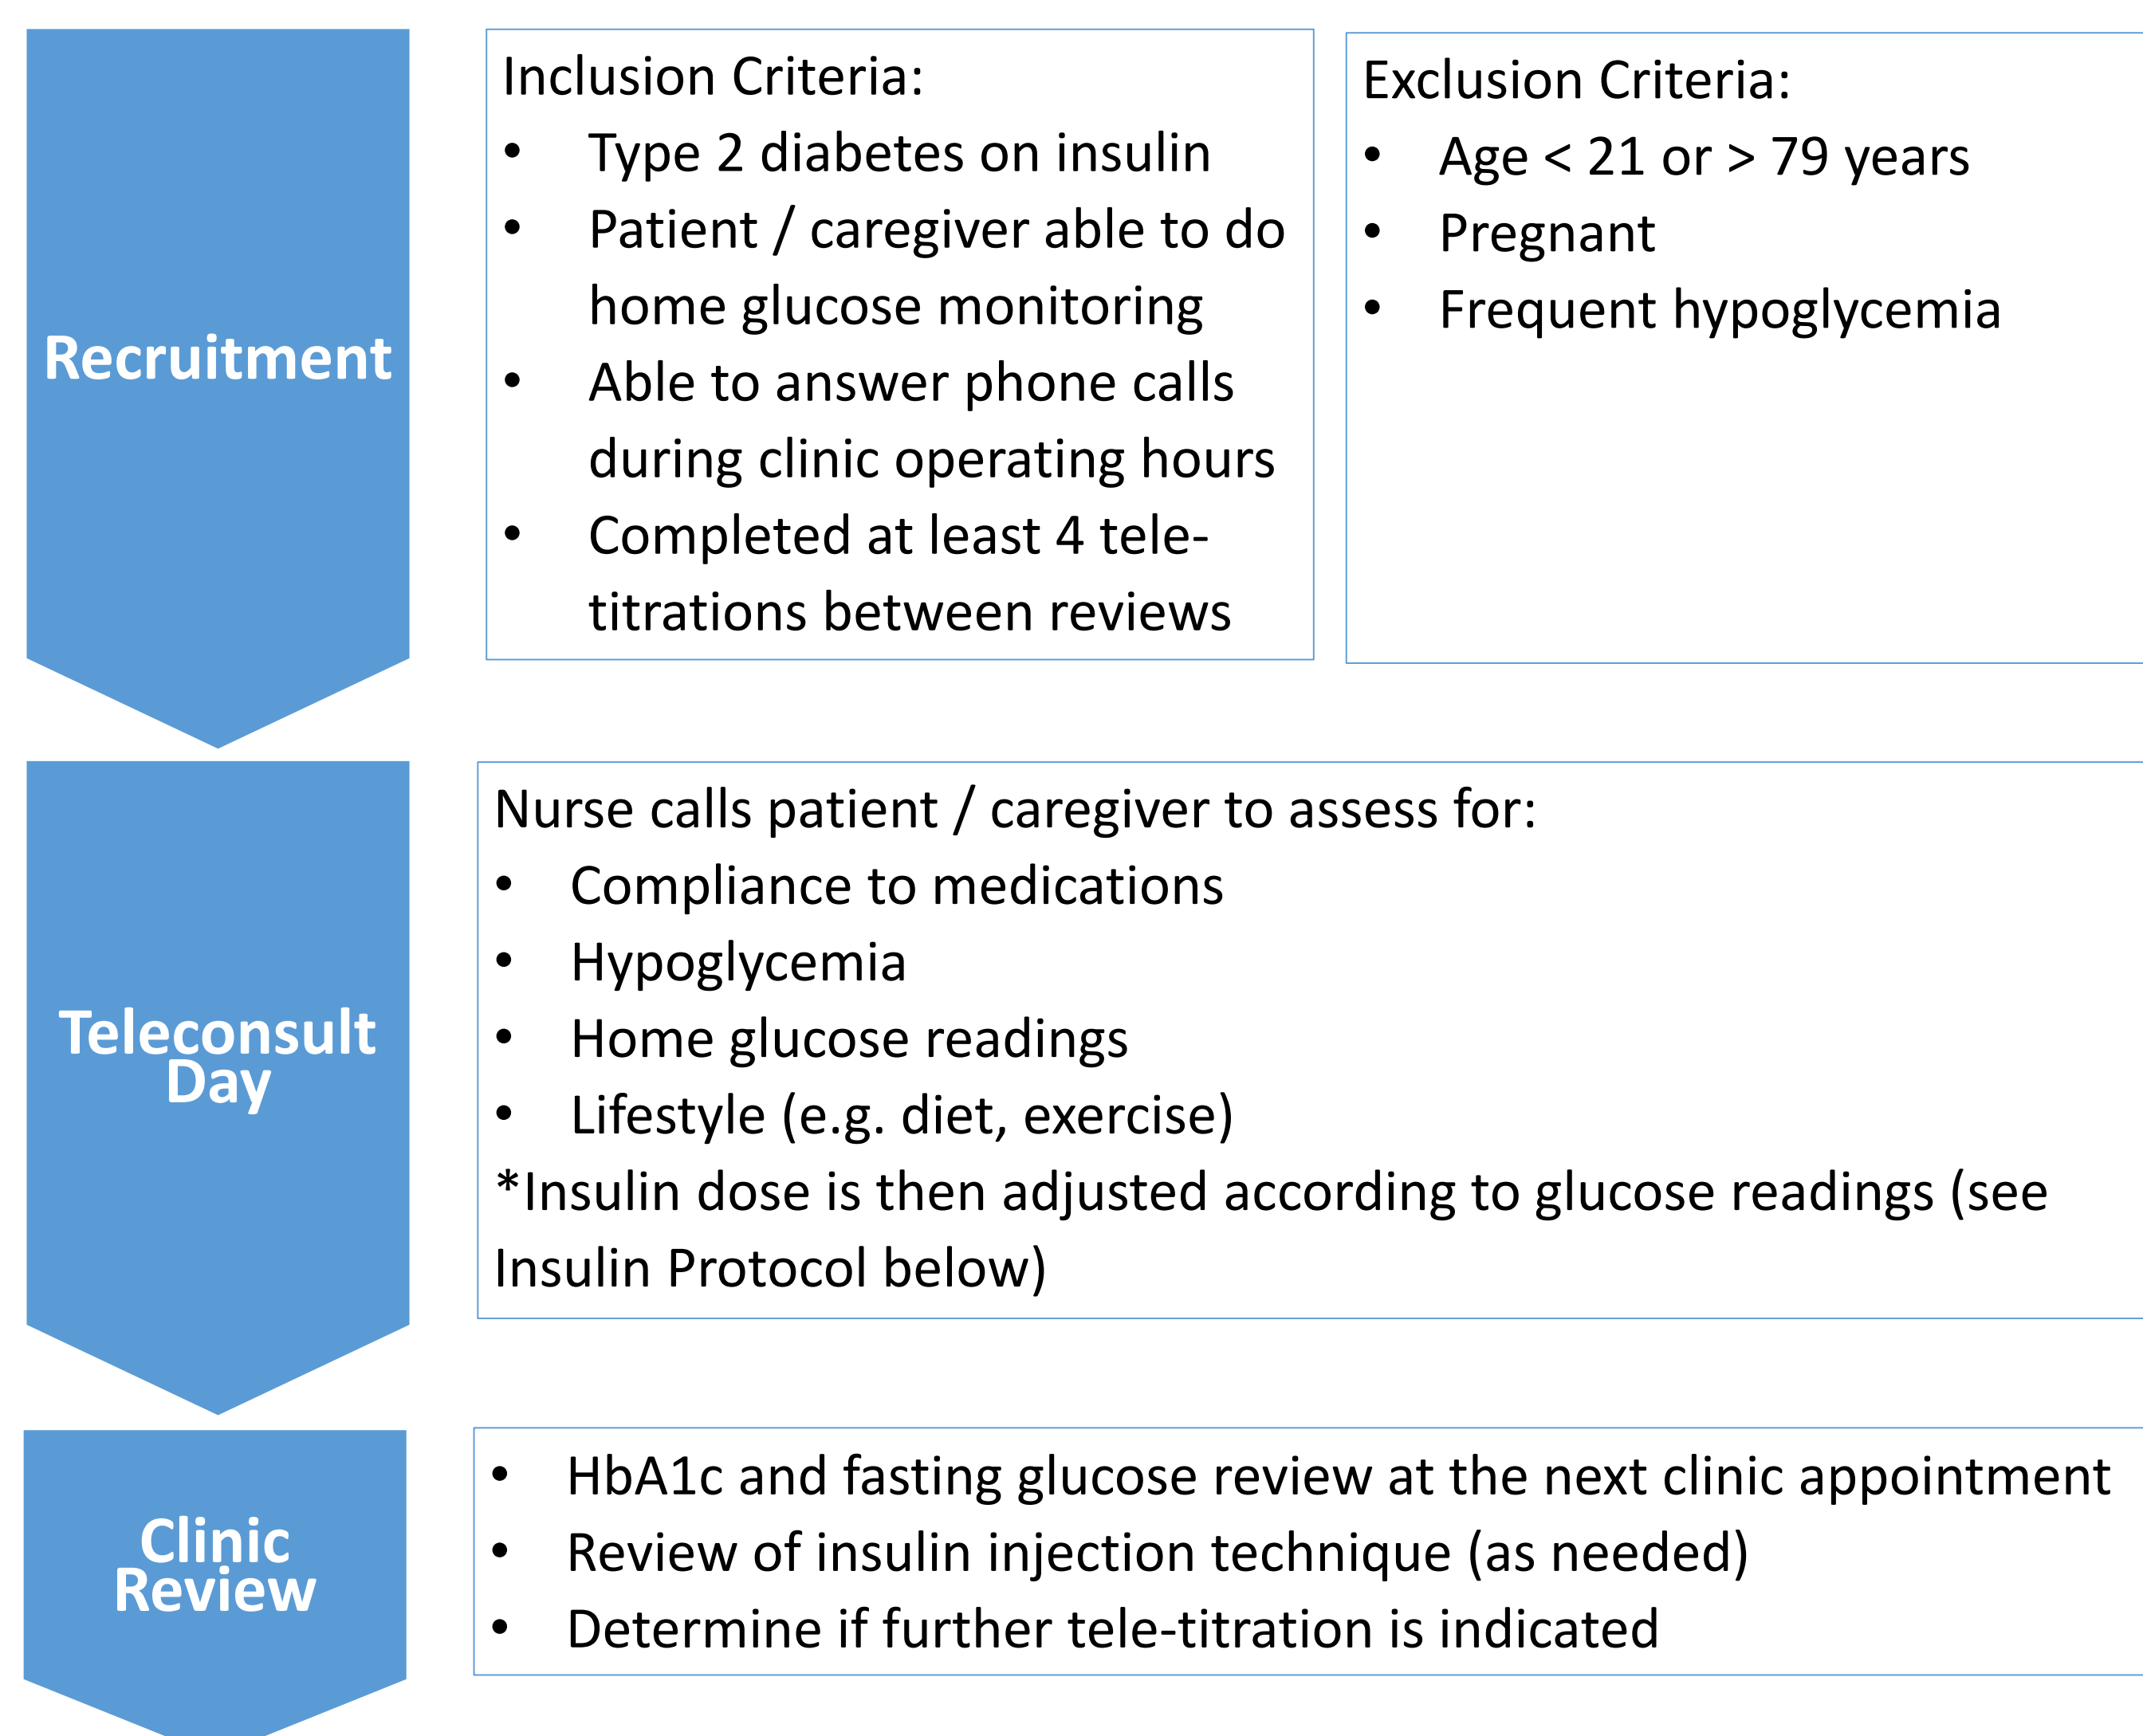 Recruitment
Inclusion Criteria:
• Type 2 diabetes on insulin
• Patient / caregiver able to do
home glucose monitoring
• Able to answer phone calls
during clinic operating hours
• Completed at least 4 tele-
titrations between reviews
Exclusion Criteria:
• Age < 21 or > 79 years
• Pregnant
• Frequent hypoglycemia
Teleconsult
Day
Nurse calls patient / caregiver to assess for:
• Compliance to medications
• Hypoglycemia
• Home glucose readings
• Lifestyle (e.g. diet, exercise)
*Insulin dose is then adjusted according to glucose readings (see
Insulin Protocol below)
Clinic
Review
• HbA1c and fasting glucose review at the next clinic appointment
• Review of insulin injection technique (as needed)
• Determine if further tele-titration is indicated